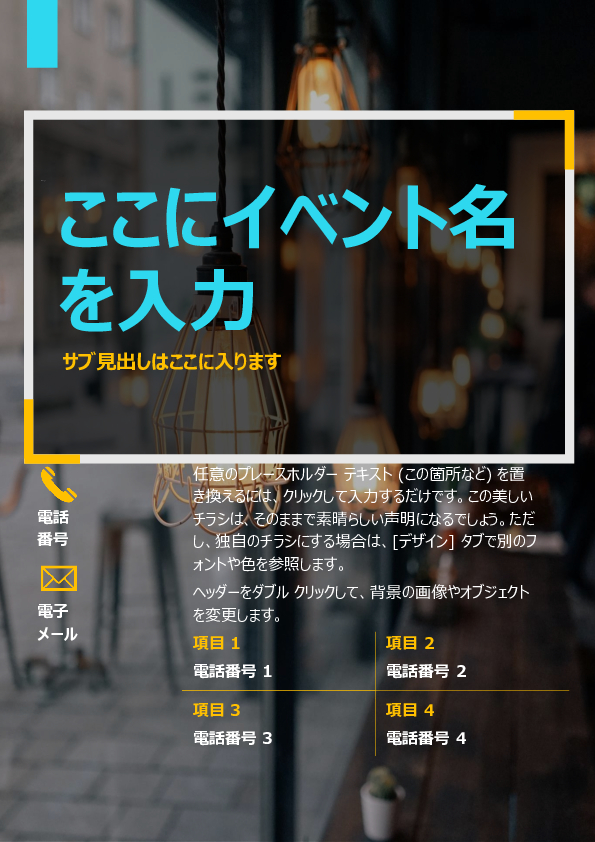 ここにイベント名
を入力
サブ見出しはここに入ります
電話
番号
電子
メール
任意のプレースホルダー テキスト (この箇所など) を置
き換えるには、クリックして入力するだけです。この美しい
チラシは、そのままで素晴らしい声明になるでしょう。ただ
し、独自のチラシにする場合は、[デザイン] タブで別のフ
ォントや色を参照します。
ヘッダーをダブル クリックして、背景の画像やオブジェクト
を変更します。
項目 1
電話番号 1
項目 2
電話番号 2
項目 3
電話番号 3
項目 4
電話番号 4